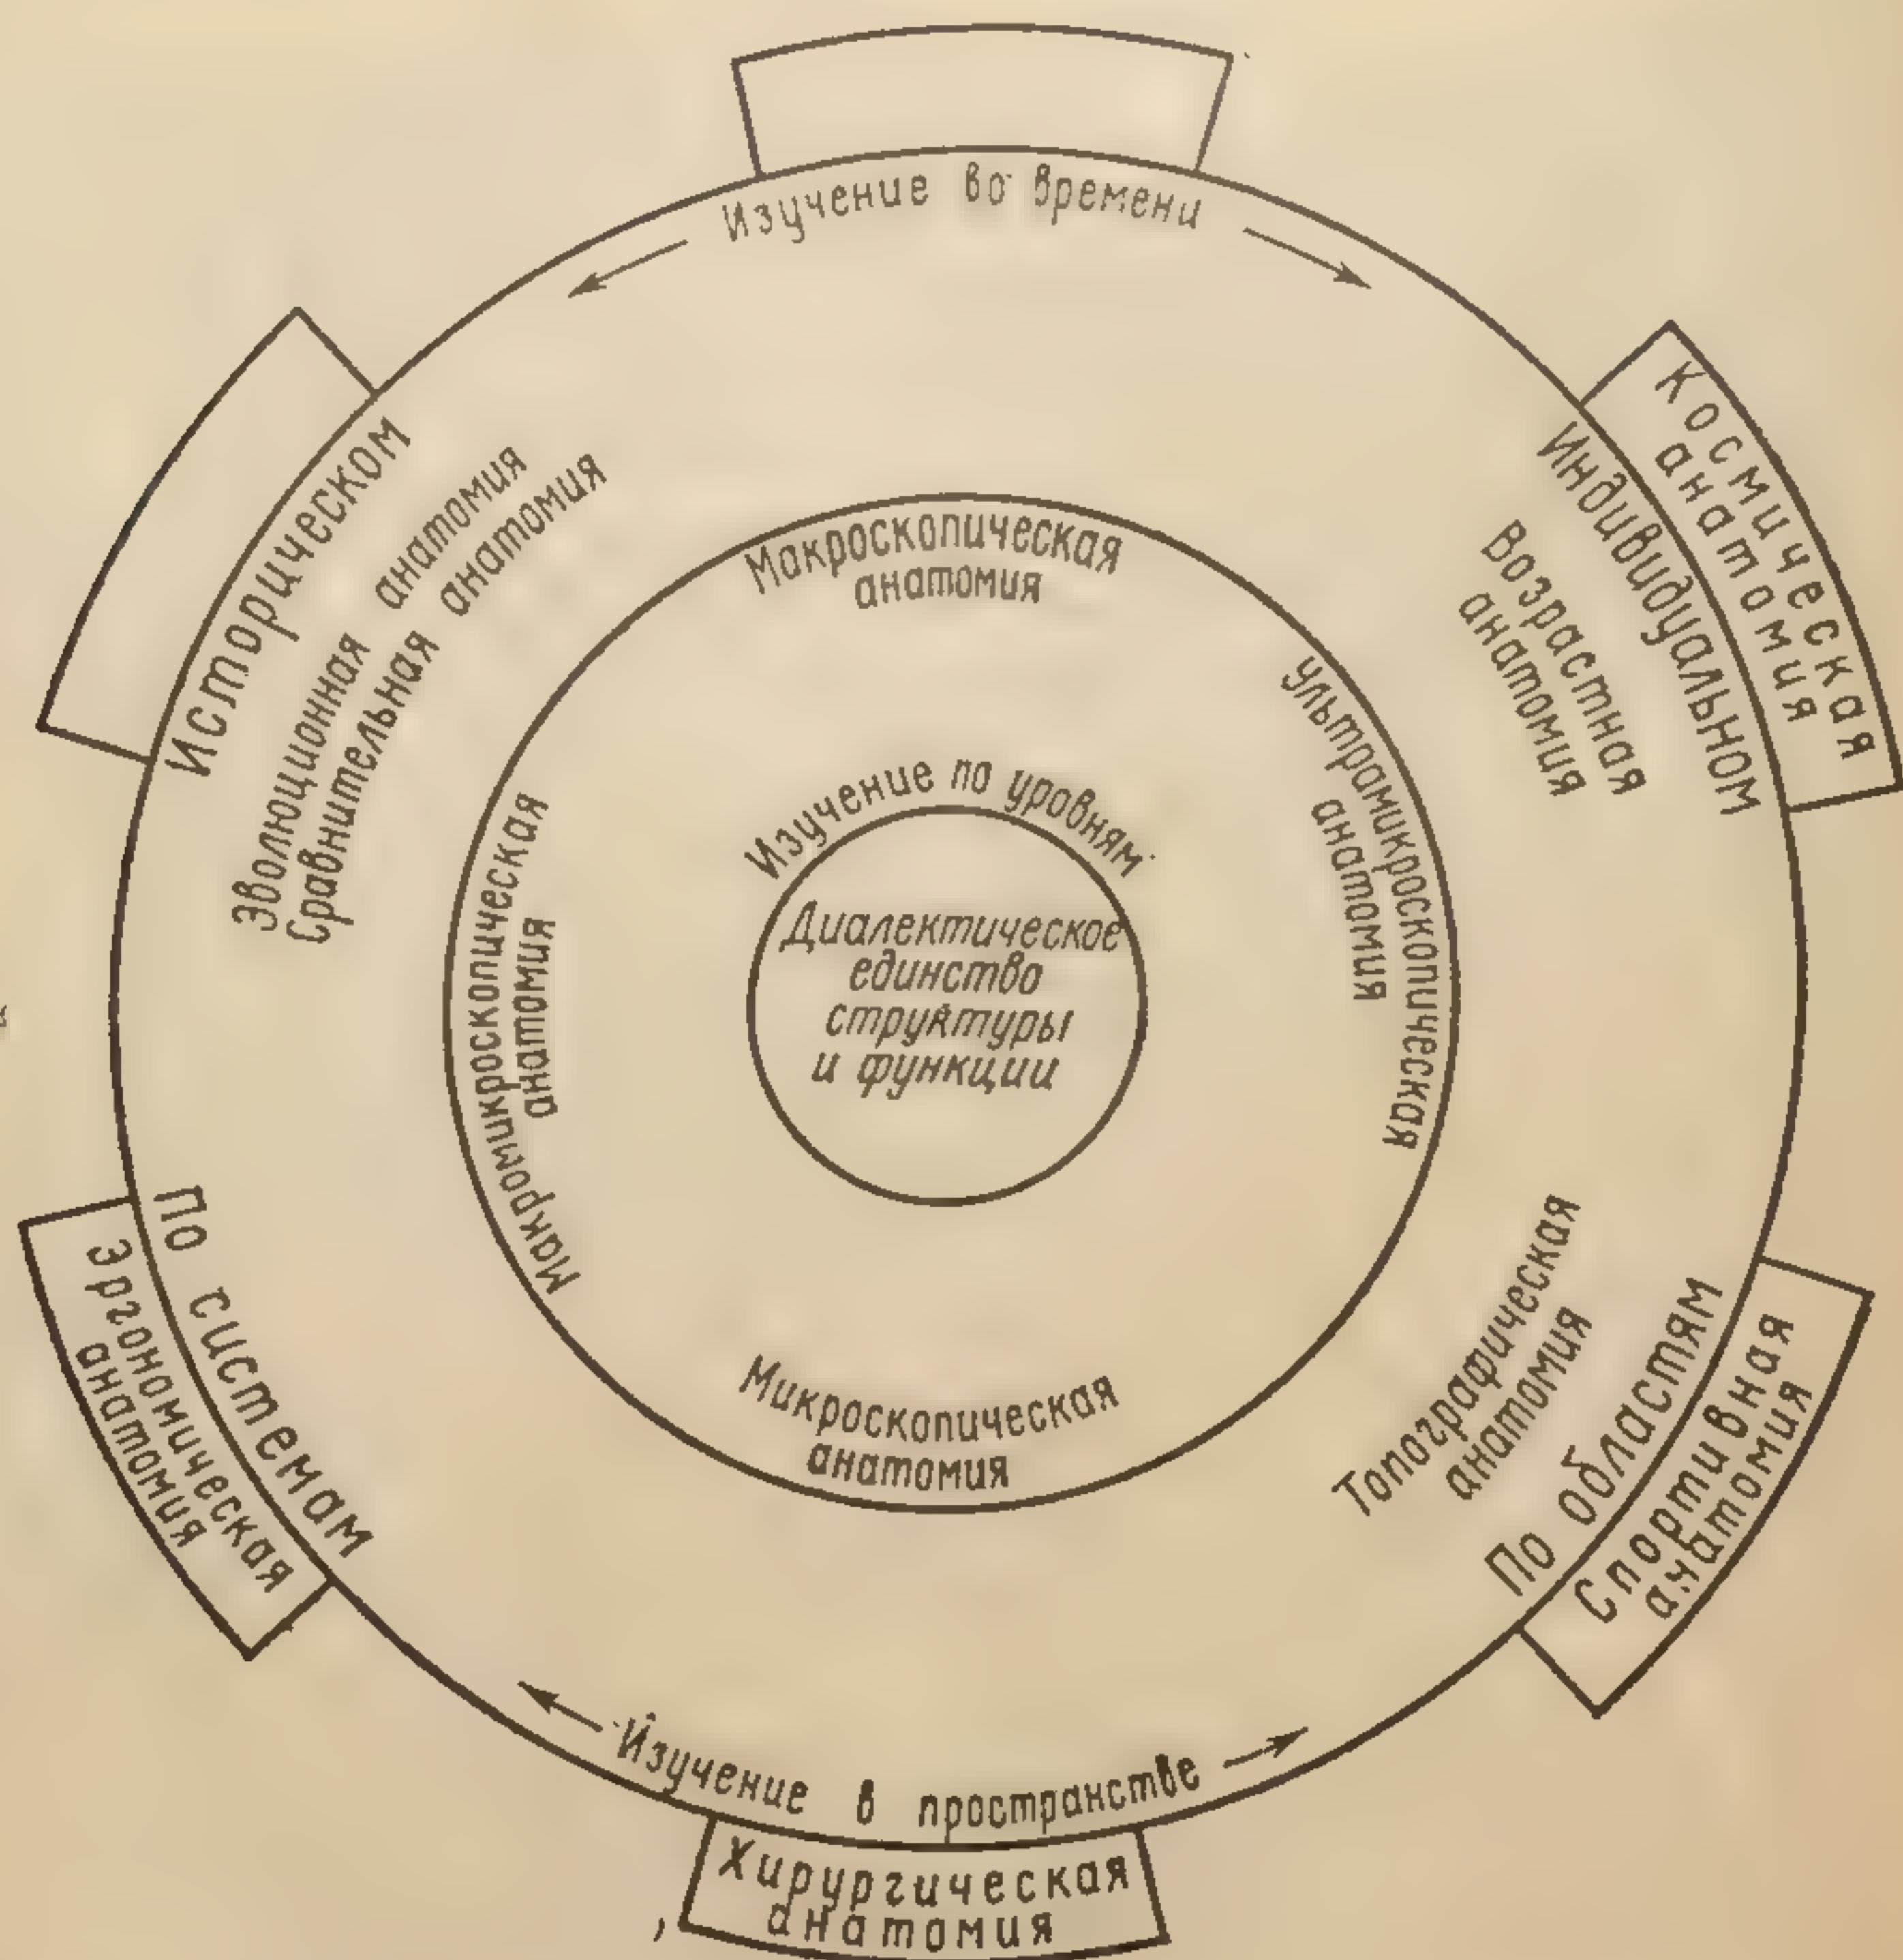 Изучение во времени
Космическая
анатомия
Индивидуальном
Возрастная
анатомия
Историческом
Эволюционная анатомия
Сравнительная анатомия
Макроскопическая
анатомия
Ультрамикроскопическая
анатомия
Макромикроскопическая
анатомия
Микроскопическая
анатомия
Изучение по уровням
Диалектическое
единство
структуры
и функции
По системам
Эргономическая
анатомия
Топографическая
анатомия
По областям
Спортивная
анатомия
Изучение в пространстве
Хирургическая
анатомия